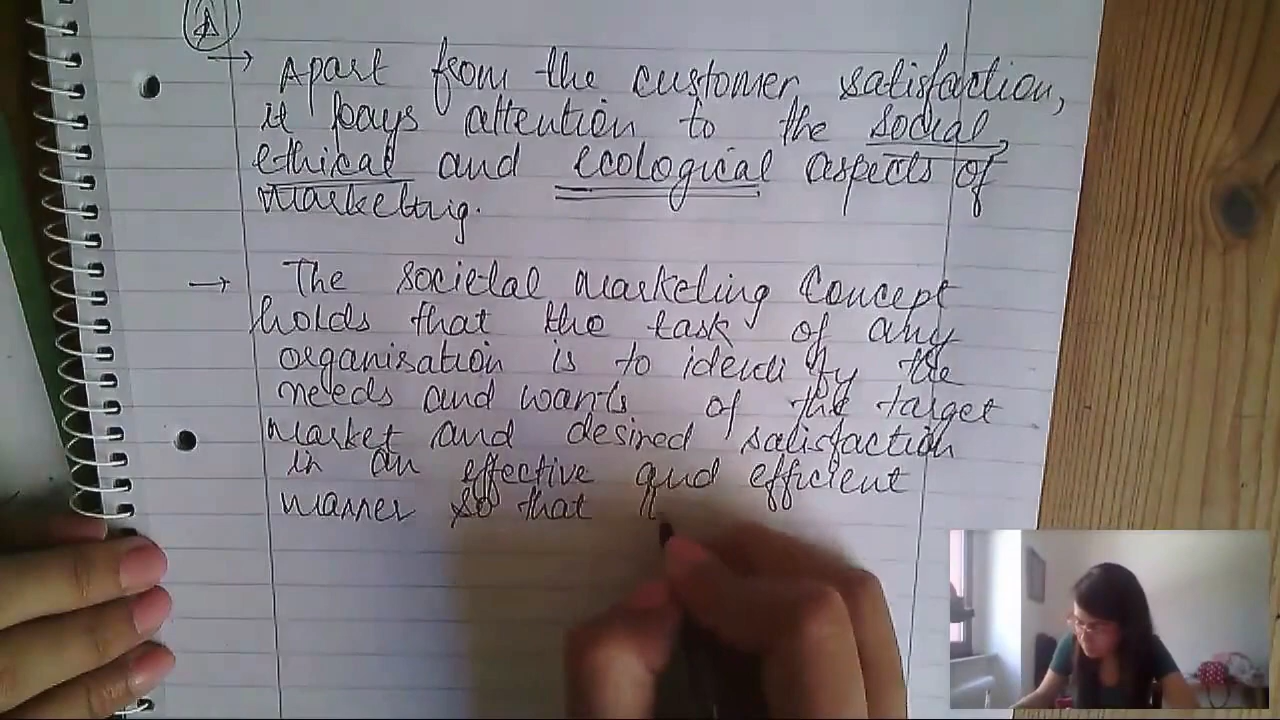 A
→ Apart from the customer satisfaction,
it pays attention to the social,
ethical and ecological aspects of
marketing.
→ The societal marketing Concept
holds that the task of any
organisation is to identify the
needs and wants of the target
market and desired satisfaction
in an effective and efficient
manner so that